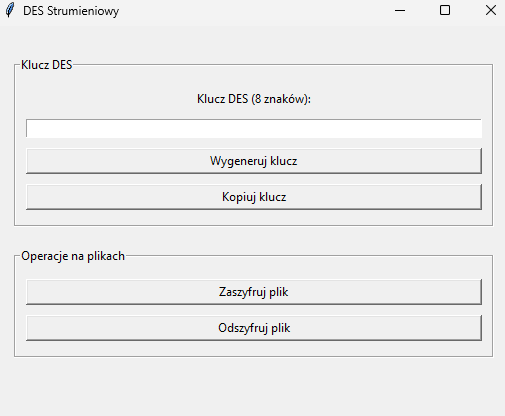 DES Strumieniowy
Klucz DES
Klucz DES (8 znaków):
Wygeneruj klucz
Kopiuj klucz
Operacje na plikach
Zaszyfruj plik
Odszyfruj plik